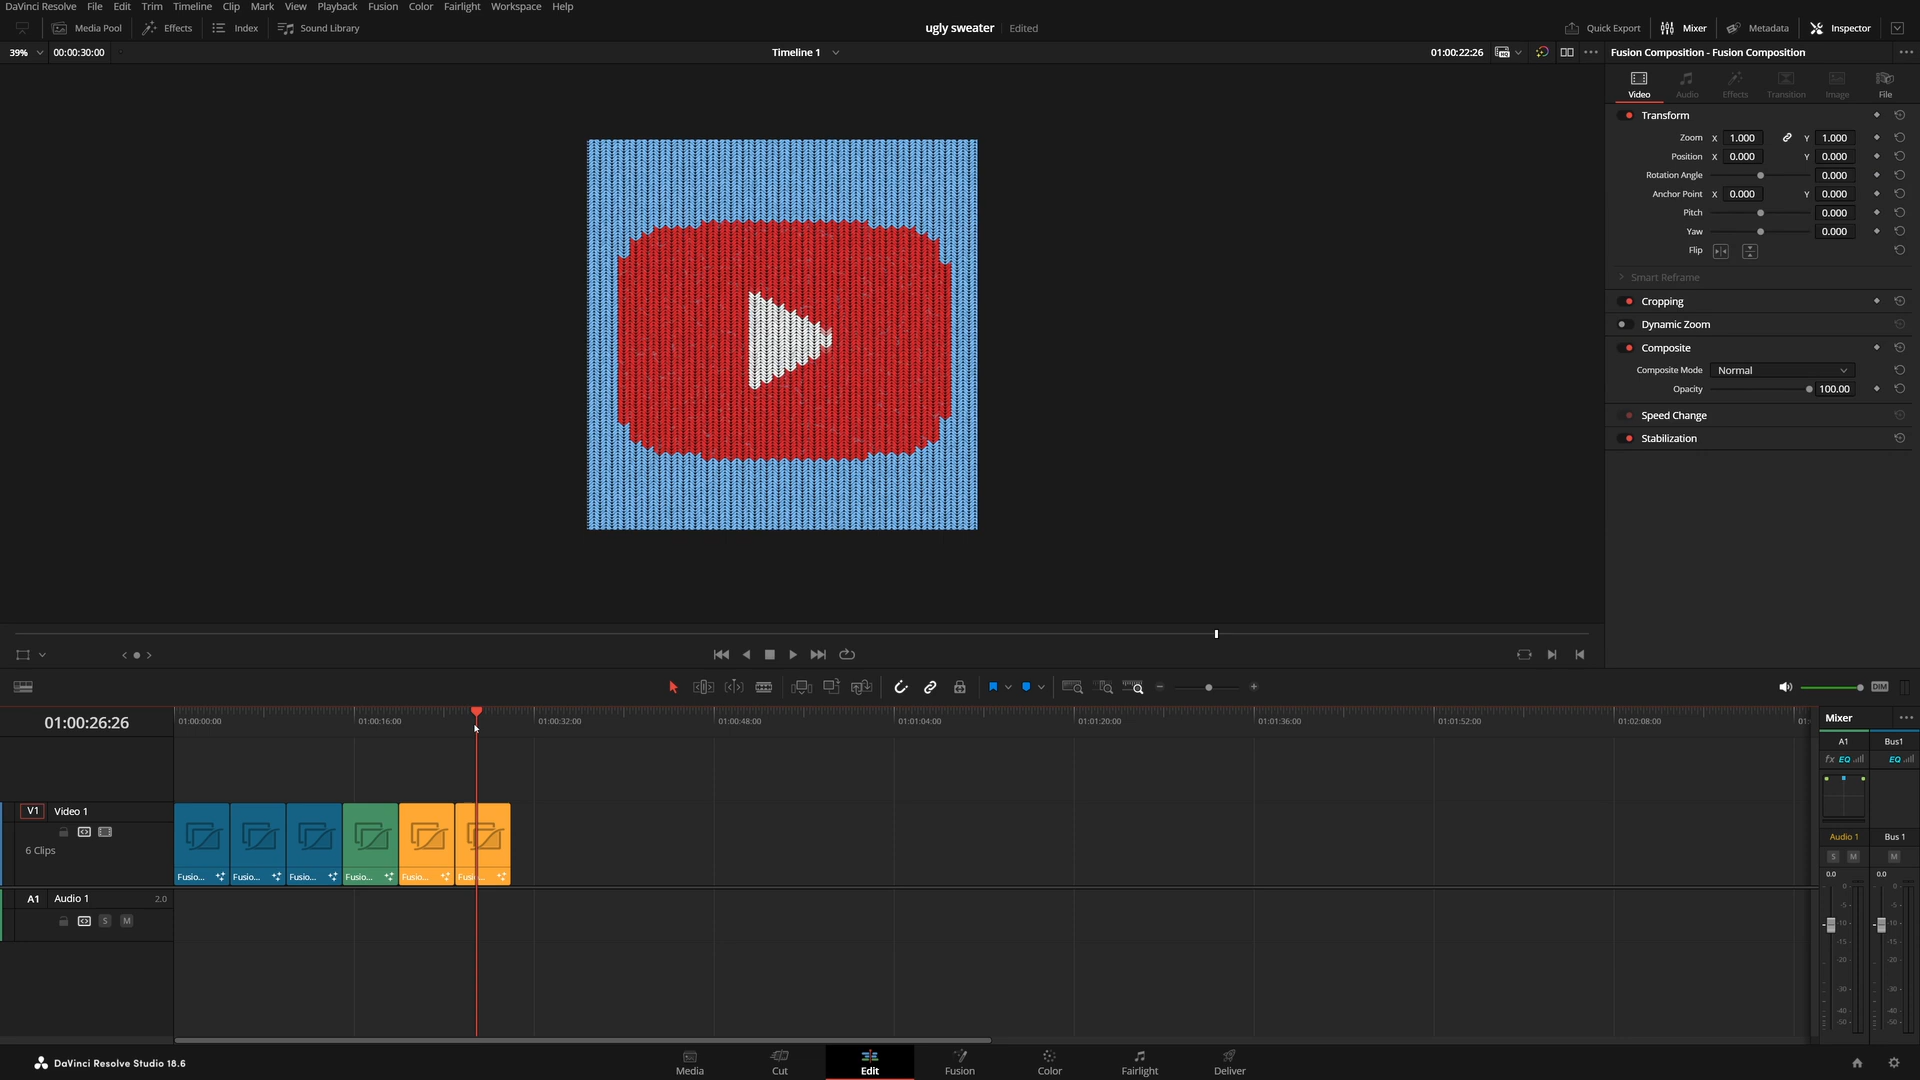 DaVinci Resolve File Edit Trim Timeline Clip Mark View Playback Fusion Color Fairlight Workspace Help
Media Pool Effects Index Sound Library ugly sweater Edited Quick Export Mixer Metadata Inspector
39% 00:00:30:00 Timeline 1 01:00:22:26 Fusion Composition - Fusion Composition
Video Audio Effects Transition Image File
Transform
Zoom X 1.000 Y 1.000
Position X 0.000 Y 0.000
Rotation Angle 0.000
Anchor Point X 0.000 Y 0.000
Pitch 0.000
Yaw 0.000
Flip
Smart Reframe
Cropping
Dynamic Zoom
Composite
Composite Mode Normal
Opacity 100.00
Speed Change
Stabilization
DIM
01:00:26:26 01:00:00:00 01:00:16:00 01:00:32:00 01:00:48:00 01:01:04:00 01:01:20:00 01:01:36:00 01:01:52:00 01:02:08:00
Mixer
A1 Bus1
fx EQ EQ
V1 Video 1
6 Clips
Fusio... Fusio... Fusio... Fusio... Fusio...
Audio 1 Bus 1
S M M
0.0 0.0
A1 Audio 1 2.0
S M
0 0
-5 -5
-10 -10
-15 -15
-20 -20
-30 -30
-40 -40
-50 -50
DaVinci Resolve Studio 18.6
Media Cut Edit Fusion Color Fairlight Deliver